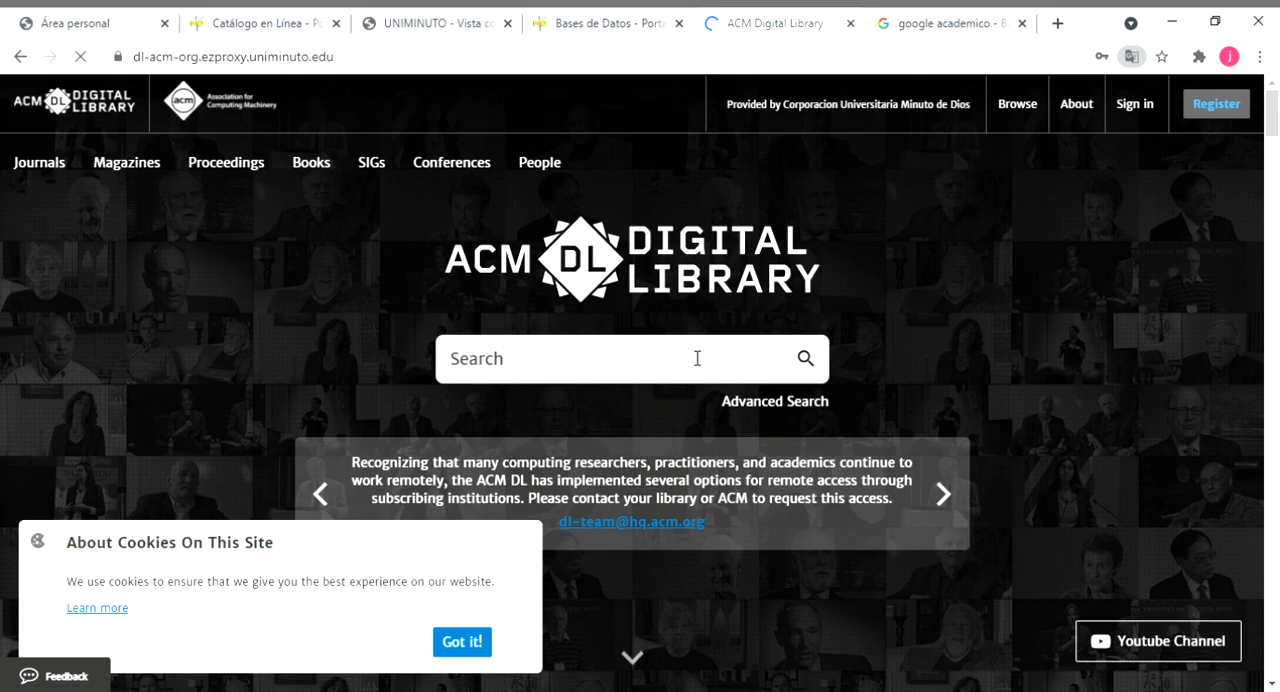 Área personal
Catálogo en Línea - Po
UNIMINUTO - Vista co
Bases de Datos - Porta
ACM Digital Library
google academico - B
dl-acm-org.ezproxy.uniminuto.edu
j
ACM DL DIGITAL LIBRARY
acm Association for Computing Machinery
Provided by Corporacion Universitaria Minuto de Dios
Browse
About
Sign in
Register
Journals
Magazines
Proceedings
Books
SIGs
Conferences
People
ACM DL DIGITAL LIBRARY
Search
Advanced Search
Recognizing that many computing researchers, practitioners, and academics continue to
work remotely, the ACM DL has implemented several options for remote access through
subscribing institutions. Please contact your library or ACM to request this access.
dl-team@hq.acm.org
About Cookies On This Site
We use cookies to ensure that we give you the best experience on our website.
Learn more
Got it!
Youtube Channel
Feedback